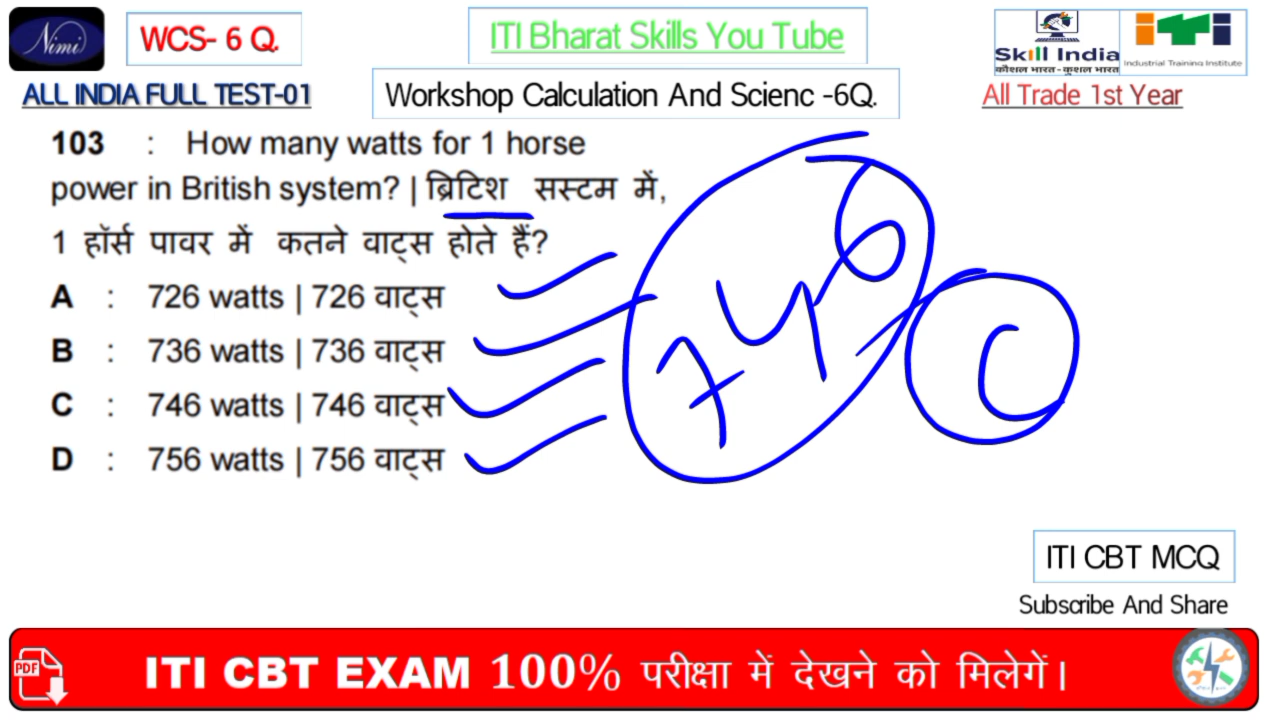 Nimi
WCS- 6 Q.
ITI Bharat Skills You Tube
Skill India
कौशल भारत - कुशल भारत
iTi
Industrial Training Institute
ALL INDIA FULL TEST-01
Workshop Calculation And Scienc -6Q.
All Trade 1st Year
103 : How many watts for 1 horse
power in British system? | ब्रिटिश सस्टम में,
1 हॉर्स पावर में कतने वाट्स होते हैं?
A : 726 watts | 726 वाट्स
B : 736 watts | 736 वाट्स
C : 746 watts | 746 वाट्स
D : 756 watts | 756 वाट्स
746
C
ITI CBT MCQ
Subscribe And Share
PDF
ITI CBT EXAM 100% परीक्षा में देखने को मिलेगें।